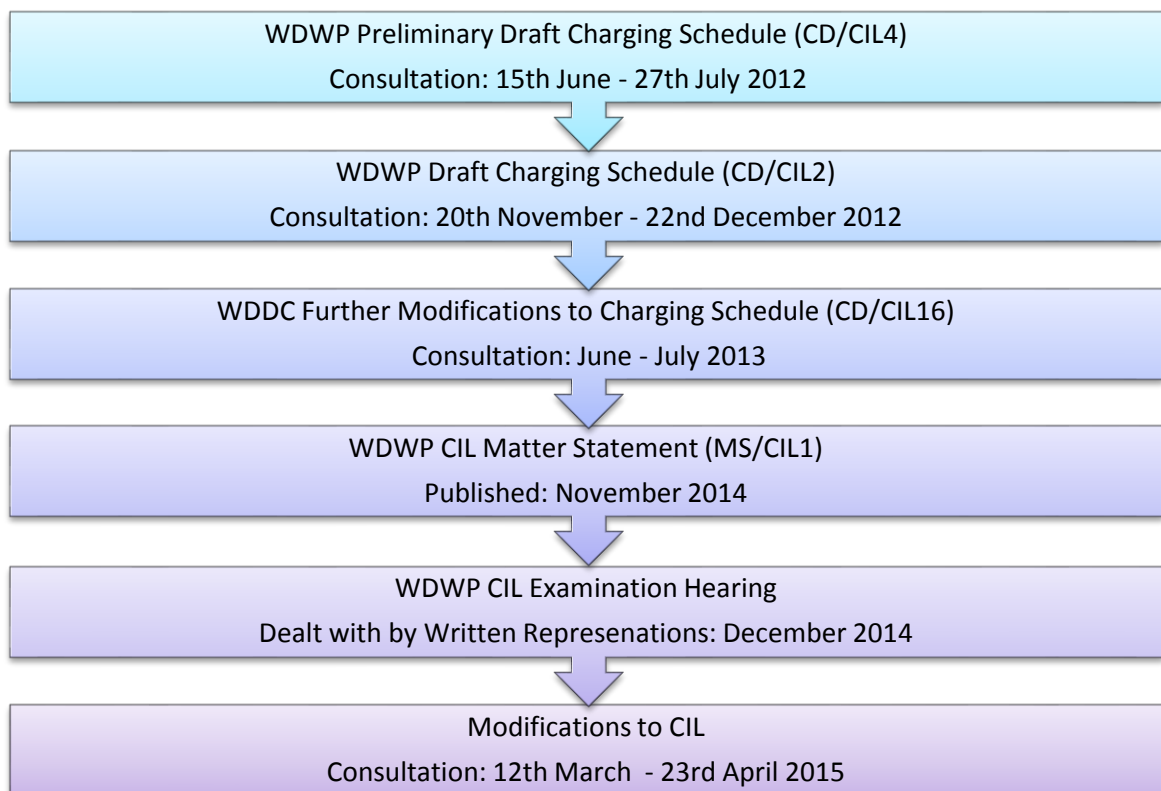 WDWP Preliminary Draft Charging Schedule (CD/CIL4)
Consultation: 15th June - 27th July 2012
WDWP Draft Charging Schedule (CD/CIL2)
Consultation: 20th November - 22nd December 2012
WDDC Further Modifications to Charging Schedule (CD/CIL16)
Consultation: June - July 2013
WDWP CIL Matter Statement (MS/CIL1)
Published: November 2014
WDWP CIL Examination Hearing
Dealt with by Written Represenations: December 2014
Modifications to CIL
Consultation: 12th March  - 23rd April 2015